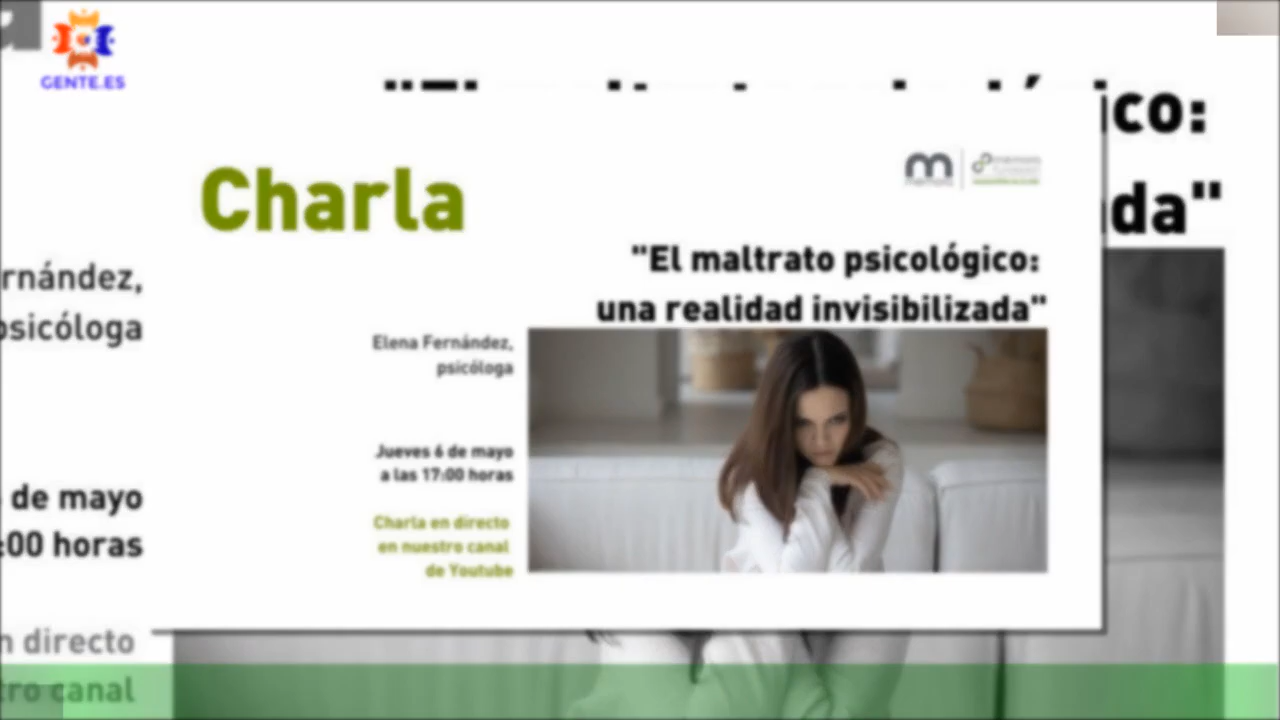 GENTE.ES
ico:
Charla
da"
"El maltrato psicológico:
una realidad invisibilizada"
rnández,
psicóloga
Elena Fernández,
psicóloga
Jueves 6 de mayo
a las 17:00 horas
de mayo
:00 horas
Charla en directo
en nuestro canal
de Youtube
n directo
tro canal